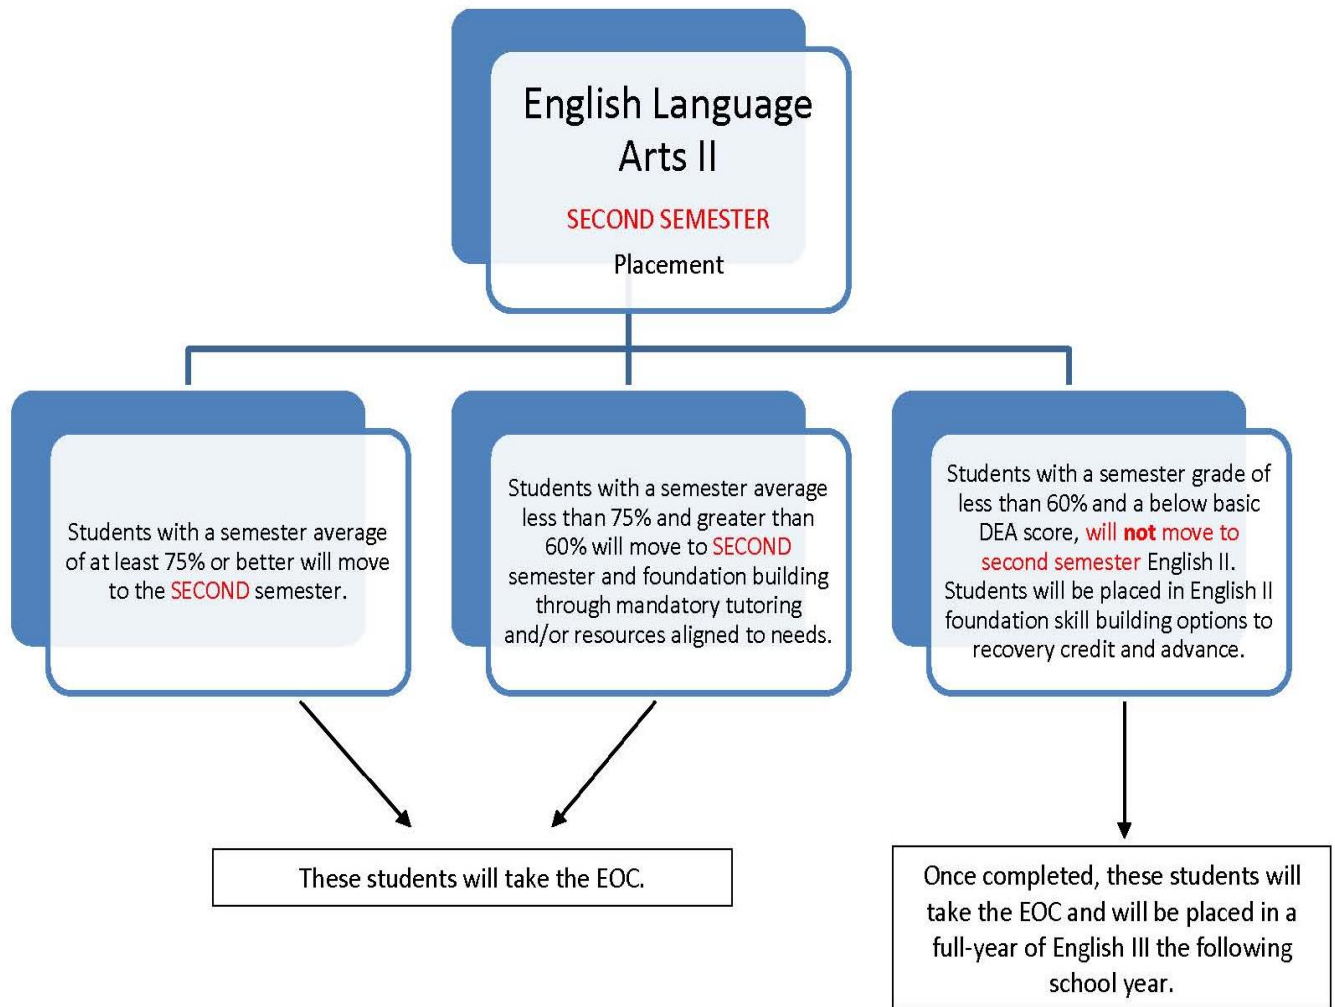 English Language
Arts II
SECOND SEMESTER
Placement
Students with a semester average
of at least 75% or better will move
to the SECOND semester.
Students with a semester average
less than 75% and greater than
60% will move to SECOND
semester and foundation building
through mandatory tutoring
and/or resources aligned to needs.
Students with a semester grade of
less than 60% and a below basic
DEA score, will not move to
second semester English II.
Students will be placed in English II
foundation skill building options to
recovery credit and advance.
These students will take the EOC.
Once completed, these students will
take the EOC and will be placed in a
full-year of English III the following
school year.